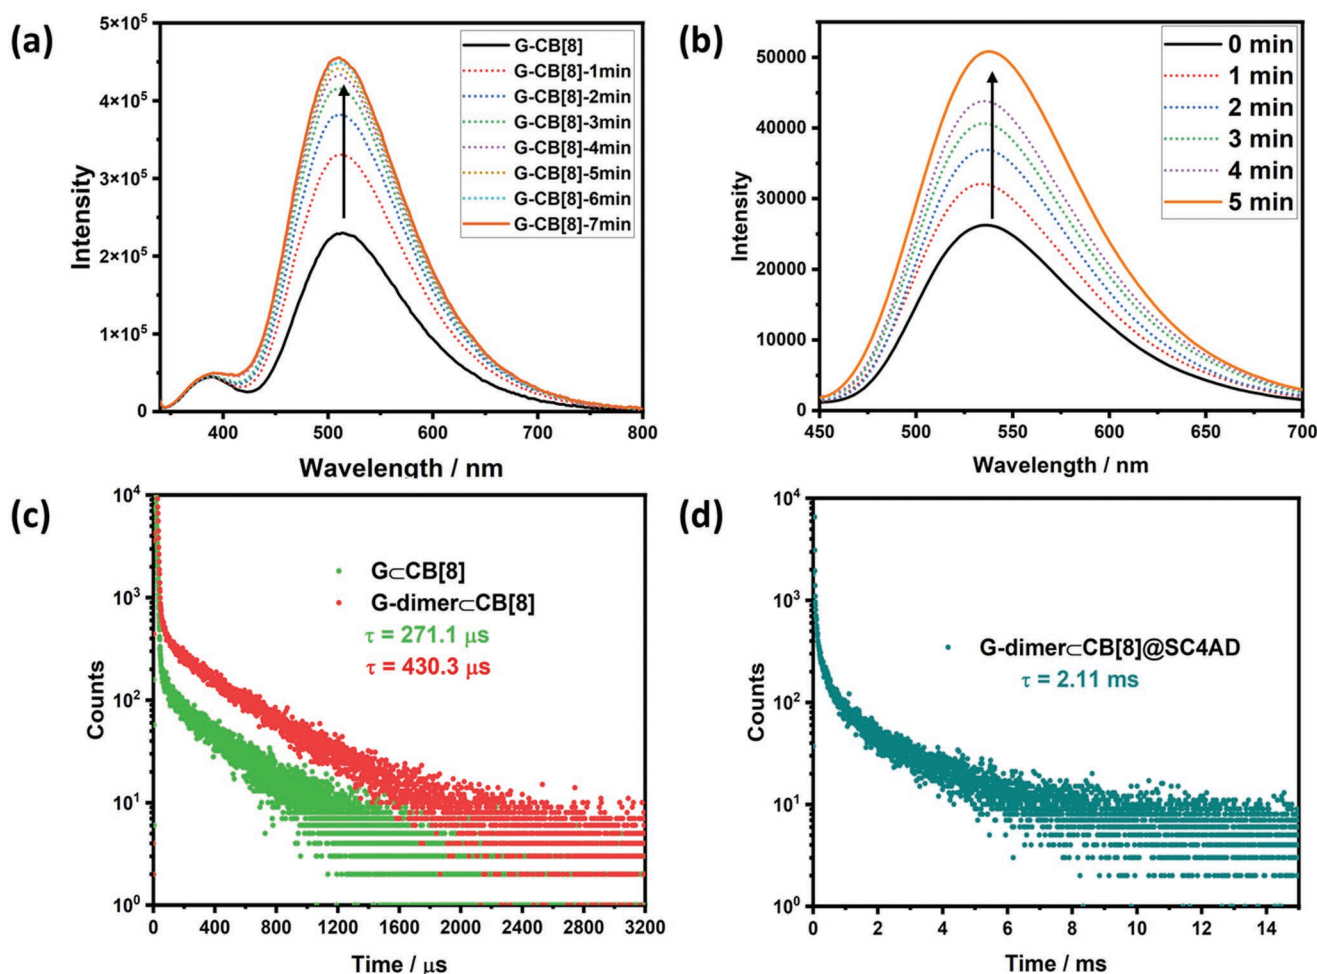 (a)
5×10⁵
4×10⁵
3×10⁵
2×10⁵
1×10⁵
0
Intensity
400 500 600 700 800
Wavelength / nm
G-CB[8]
G-CB[8]-1min
G-CB[8]-2min
G-CB[8]-3min
G-CB[8]-4min
G-CB[8]-5min
G-CB[8]-6min
G-CB[8]-7min
(b)
50000
40000
30000
20000
10000
0
Intensity
450 500 550 600 650 700
Wavelength / nm
0 min
1 min
2 min
3 min
4 min
5 min
(c)
10⁴
10³
10²
10¹
10⁰
Counts
0 400 800 1200 1600 2000 2400 2800 3200
Time / μs
G⊂CB[8]
G-dimer⊂CB[8]
τ = 271.1 μs
τ = 430.3 μs
(d)
10⁴
10³
10²
10¹
10⁰
Counts
0 2 4 6 8 10 12 14
Time / ms
G-dimer⊂CB[8]@SC4AD
τ = 2.11 ms